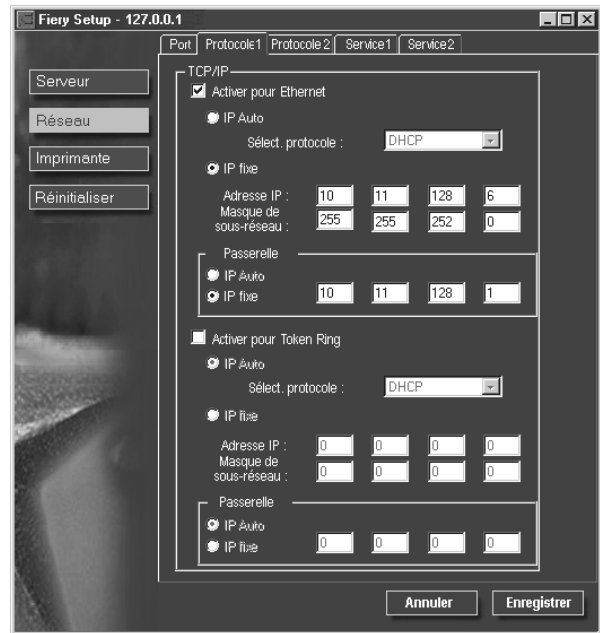 Fiery Setup - 127.0.0.1
Port Protocole1 Protocole 2 Service1 Service2
Serveur
Réseau
Imprimante
Réinitialiser
TCP/IP
Activer pour Ethernet
IP Auto
Sélect. protocole : DHCP
IP fixe
Adresse IP : 10 11 128 6
Masque de
sous-réseau : 255 255 252 0
Passerelle
IP Auto
IP fixe 10 11 128 1
Activer pour Token Ring
IP Auto
Sélect. protocole : DHCP
IP fixe
Adresse IP : 0 0 0 0
Masque de
sous-réseau : 0 0 0 0
Passerelle
IP Auto
IP fixe 0 0 0 0
Annuler Enregistrer